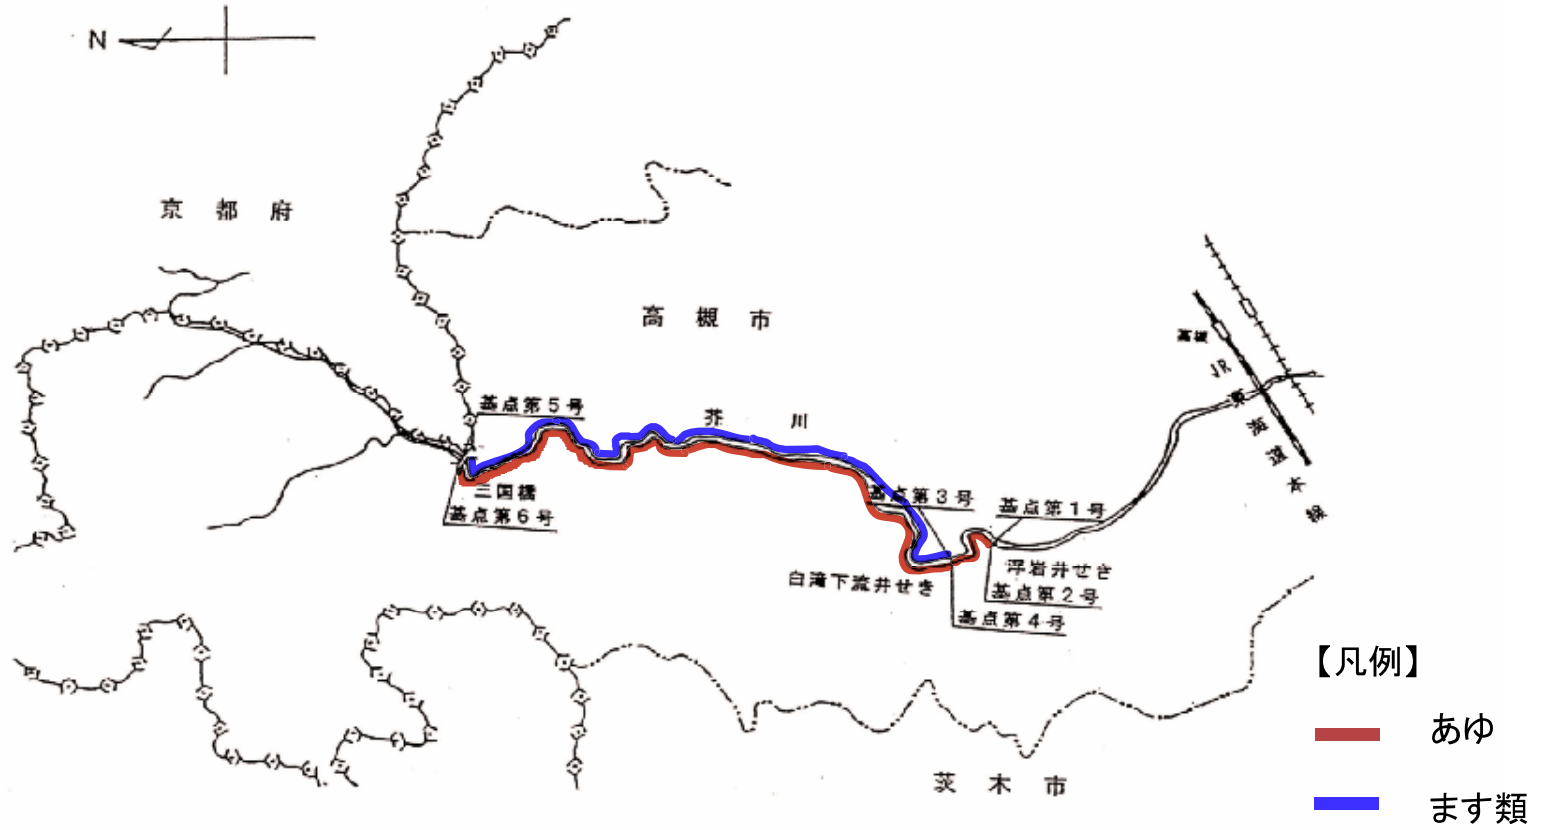 N
京都府
高槻市
高槻
JR
東海道本線
基点第5号
芥川
三国橋
基点第6号
基点第3号
基点第1号
浮岩井せき
基点第2号
白滝下流井せき
基点第4号
茨木市
【凡例】
あゆ
ます類